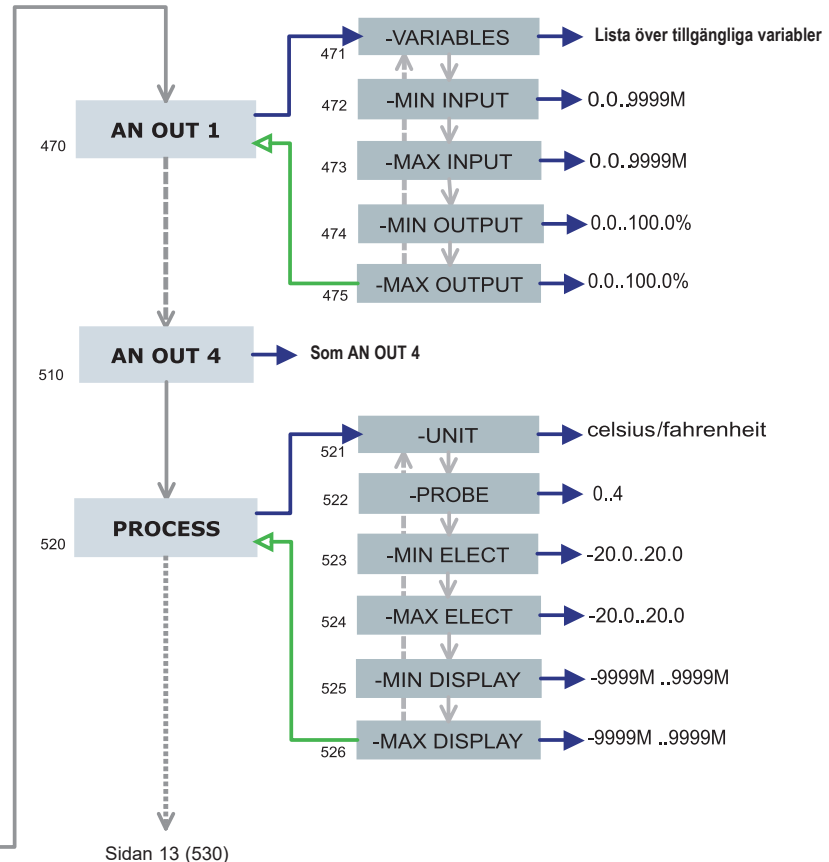 471
-VARIABLES
Lista över tillgängliga variabler
472
-MIN INPUT
0.0..9999M
470
AN OUT 1
473
-MAX INPUT
0.0..9999M
474
-MIN OUTPUT
0.0..100.0%
475
-MAX OUTPUT
0.0..100.0%
510
AN OUT 4
Som AN OUT 4
521
-UNIT
celsius/fahrenheit
522
-PROBE
0..4
520
PROCESS
523
-MIN ELECT
-20.0..20.0
524
-MAX ELECT
-20.0..20.0
525
-MIN DISPLAY
-9999M ..9999M
526
-MAX DISPLAY
-9999M ..9999M
Sidan 13 (530)